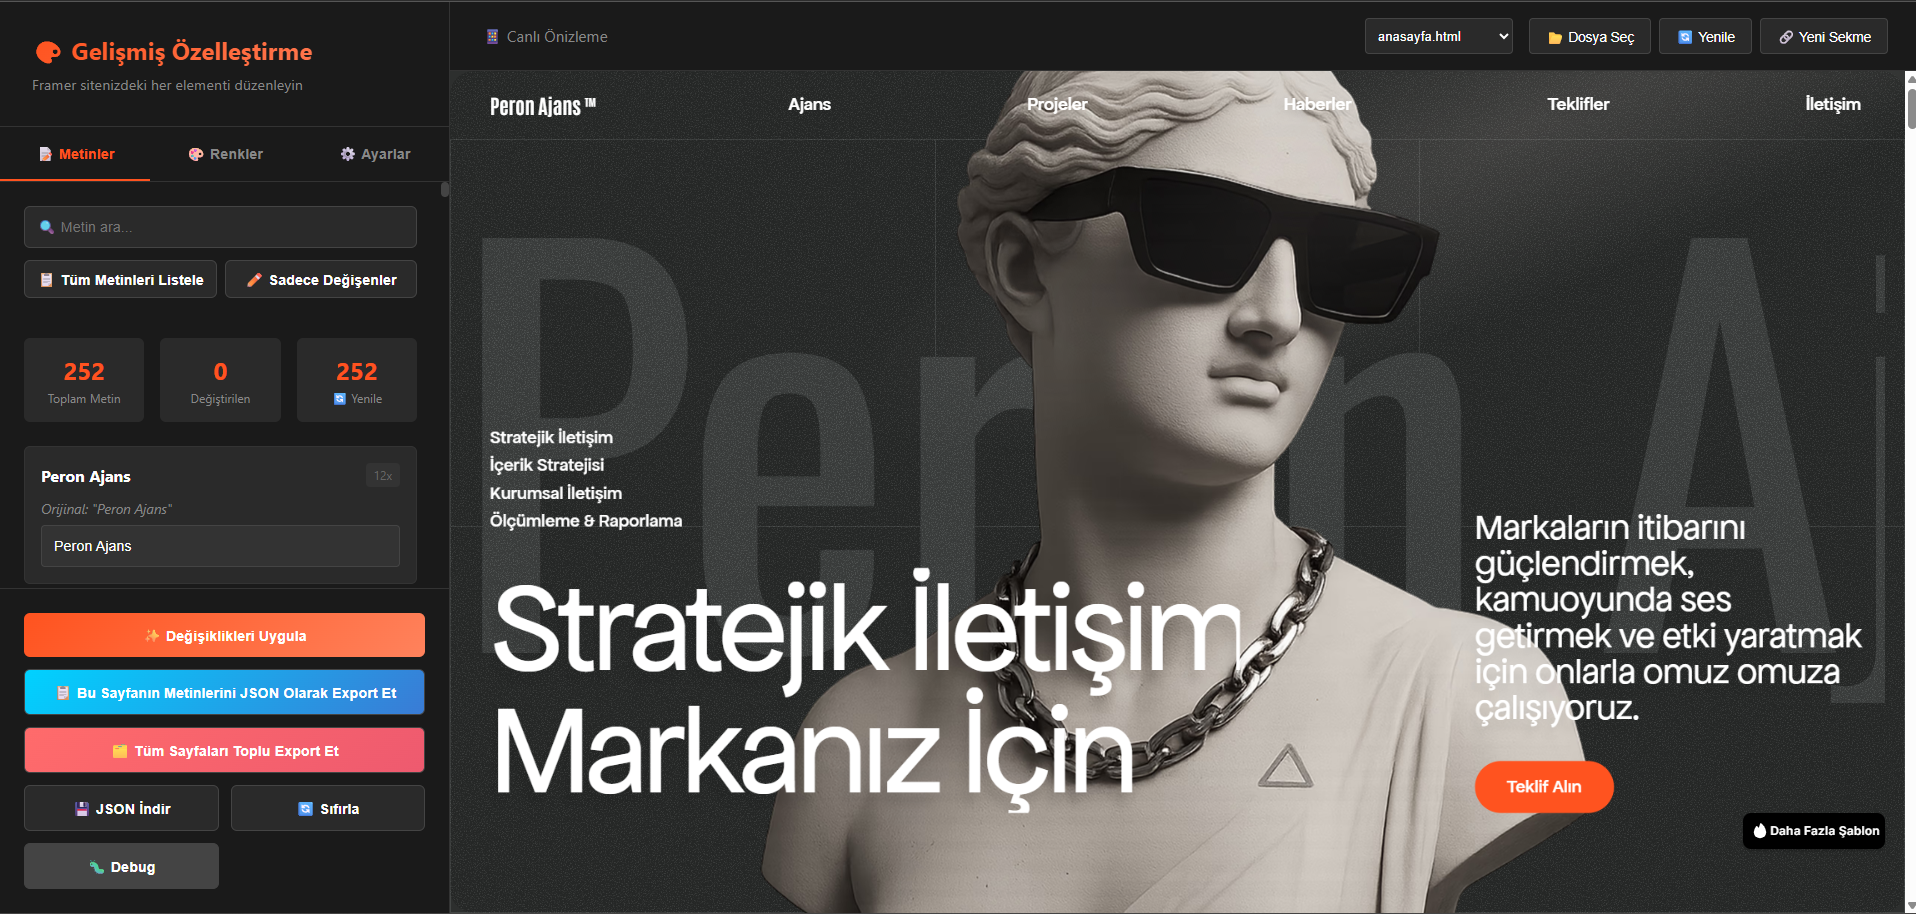 Gelişmiş Özelleştirme
Framer sitenizdeki her elementi düzenleyin
Metinler
Renkler
Ayarlar
Metin ara...
Tüm Metinleri Listele
Sadece Değişenler
252
Toplam Metin
0
Değiştirilen
252
Yenile
Peron Ajans
12x
Orijinal: "Peron Ajans"
Peron Ajans
Değişiklikleri Uygula
Bu Sayfanın Metinlerini JSON Olarak Export Et
Tüm Sayfaları Toplu Export Et
JSON İndir
Sıfırla
Debug
Canlı Önizleme
anasayfa.html
Dosya Seç
Yenile
Yeni Sekme
Peron Ajans ™
Ajans
Projeler
Haberler
Teklifler
İletişim
Peron Aj
Stratejik İletişim
İçerik Stratejisi
Kurumsal İletişim
Ölçümleme & Raporlama
Stratejik İletişim
Markanız İçin
Markaların itibarını
güçlendirmek,
kamuoyunda ses
getirmek ve etki yaratmak
için onlarla omuz omuza
çalışıyoruz.
Teklif Alın
Daha Fazla Şablon